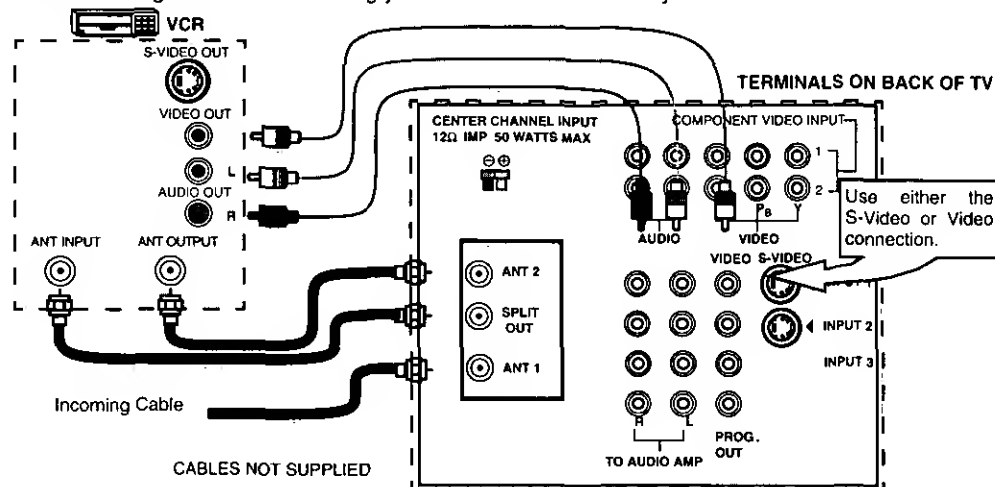 VCR
S-VIDEO OUT
VIDEO OUT
L
AUDIO OUT
R
ANT INPUT
ANT OUTPUT
Incoming Cable
CABLES NOT SUPPLIED
TERMINALS ON BACK OF TV
CENTER CHANNEL INPUT
12Ω IMP 50 WATTS MAX
COMPONENT VIDEO INPUT
1
2
PB
Y
AUDIO
VIDEO
Use either the
S-Video or Video
connection.
ANT 2
SPLIT
OUT
ANT 1
VIDEO
S-VIDEO
INPUT 2
INPUT 3
R
L
TO AUDIO AMP
PROG.
OUT